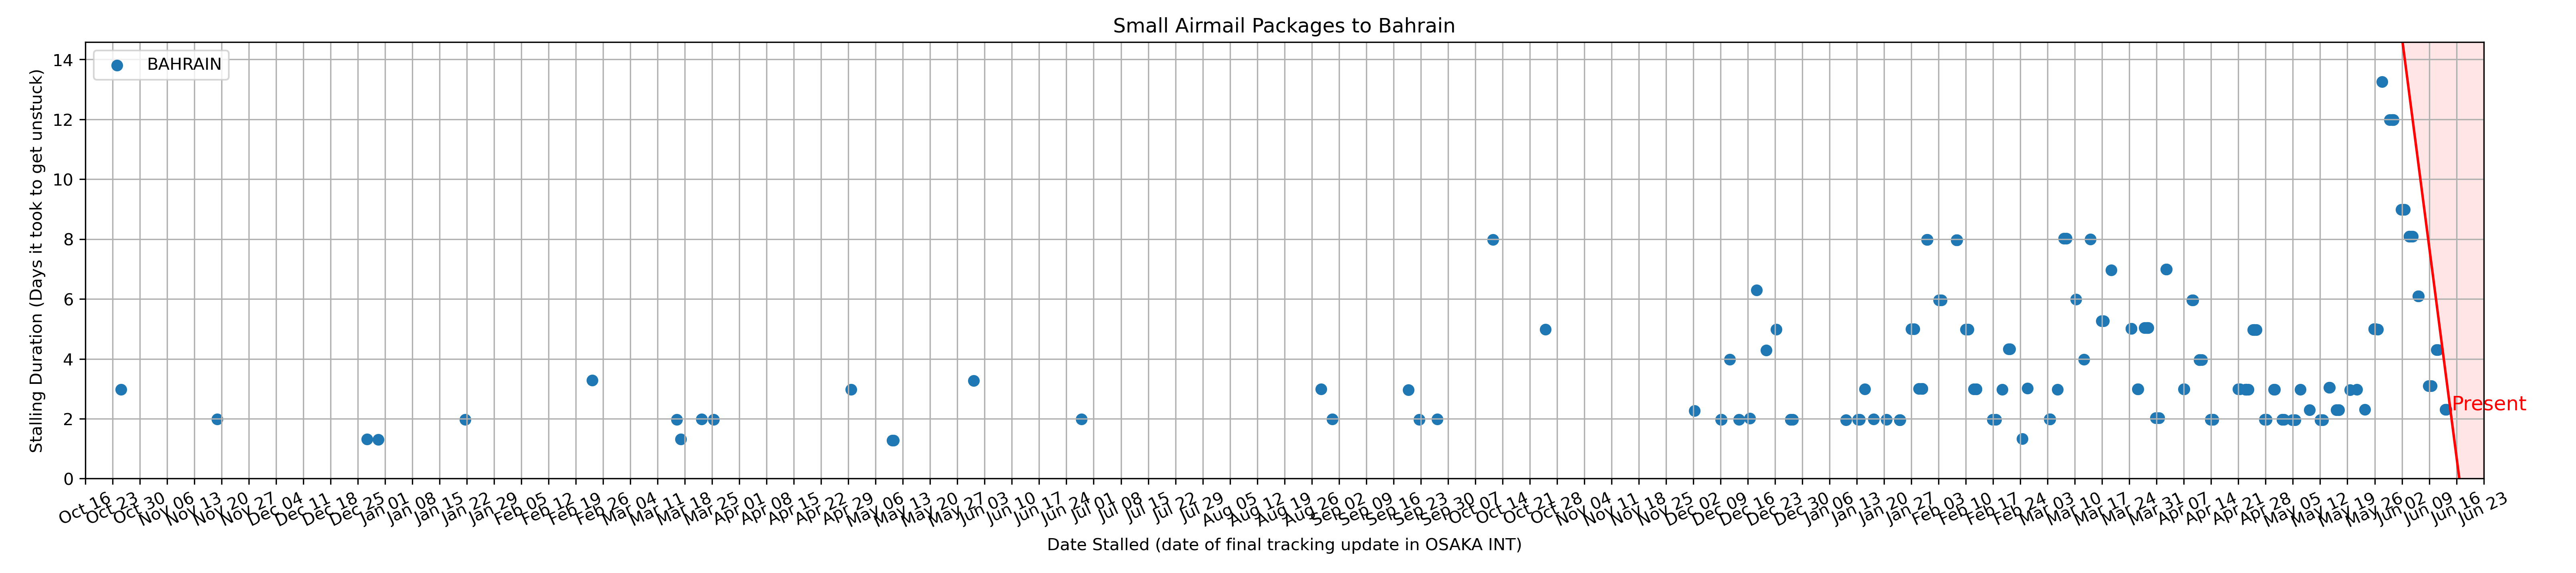 Small Airmail Packages to Bahrain
BAHRAIN
Stalling Duration (Days it took to get unstuck)
14
12
10
8
6
4
2
0
Present
Oct 16 Oct 23 Oct 30 Nov 06 Nov 13 Nov 20 Nov 27 Dec 04 Dec 11 Dec 18 Dec 25 Jan 01 Jan 08 Jan 15 Jan 22 Jan 29 Feb 05 Feb 12 Feb 19 Feb 26 Mar 04 Mar 11 Mar 18 Mar 25 Apr 01 Apr 08 Apr 15 Apr 22 Apr 29 May 06 May 13 May 20 May 27 Jun 03 Jun 10 Jun 17 Jun 24 Jul 01 Jul 08 Jul 15 Jul 22 Jul 29 Aug 05 Aug 12 Aug 19 Aug 26 Sep 02 Sep 09 Sep 16 Sep 23 Sep 30 Oct 07 Oct 14 Oct 21 Oct 28 Nov 04 Nov 11 Nov 18 Nov 25 Dec 02 Dec 09 Dec 16 Dec 23 Dec 30 Jan 06 Jan 13 Jan 20 Jan 27 Feb 03 Feb 10 Feb 17 Feb 24 Mar 03 Mar 10 Mar 17 Mar 24 Mar 31 Apr 07 Apr 14 Apr 21 Apr 28 May 05 May 12 May 19 May 26 Jun 02 Jun 09 Jun 16 Jun 23
Date Stalled (date of final tracking update in OSAKA INT)